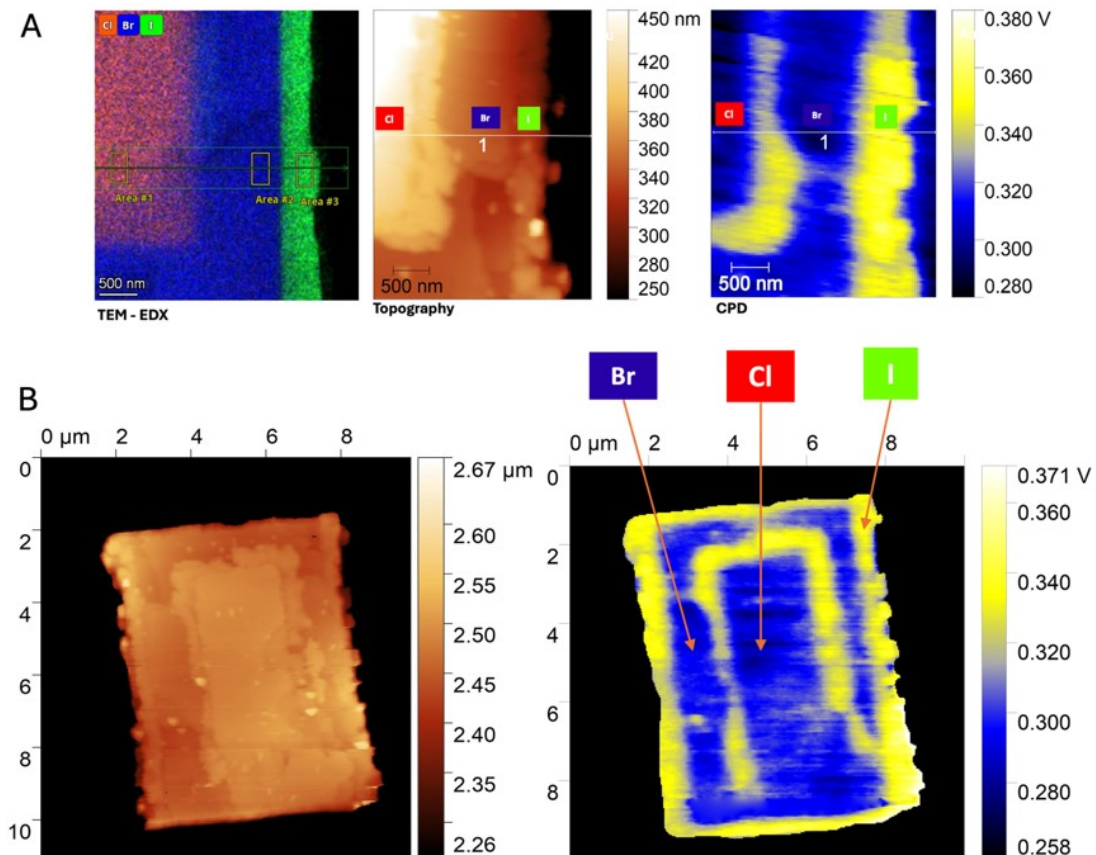 A
Cl Br I
Area #1
Area #2
Area #3
500 nm
TEM - EDX
Cl
Br
I
1
500 nm
Topography
450 nm
420
400
380
360
340
320
300
280
250
Cl
Br
I
1
500 nm
CPD
0.380 V
0.360
0.340
0.320
0.300
0.280
B
0 µm 2 4 6 8
0
2
4
6
8
10
2.67 µm
2.60
2.55
2.50
2.45
2.40
2.35
2.26
Br
Cl
I
0 µm 2 4 6 8
0
2
4
6
8
0.371 V
0.360
0.340
0.320
0.300
0.280
0.258